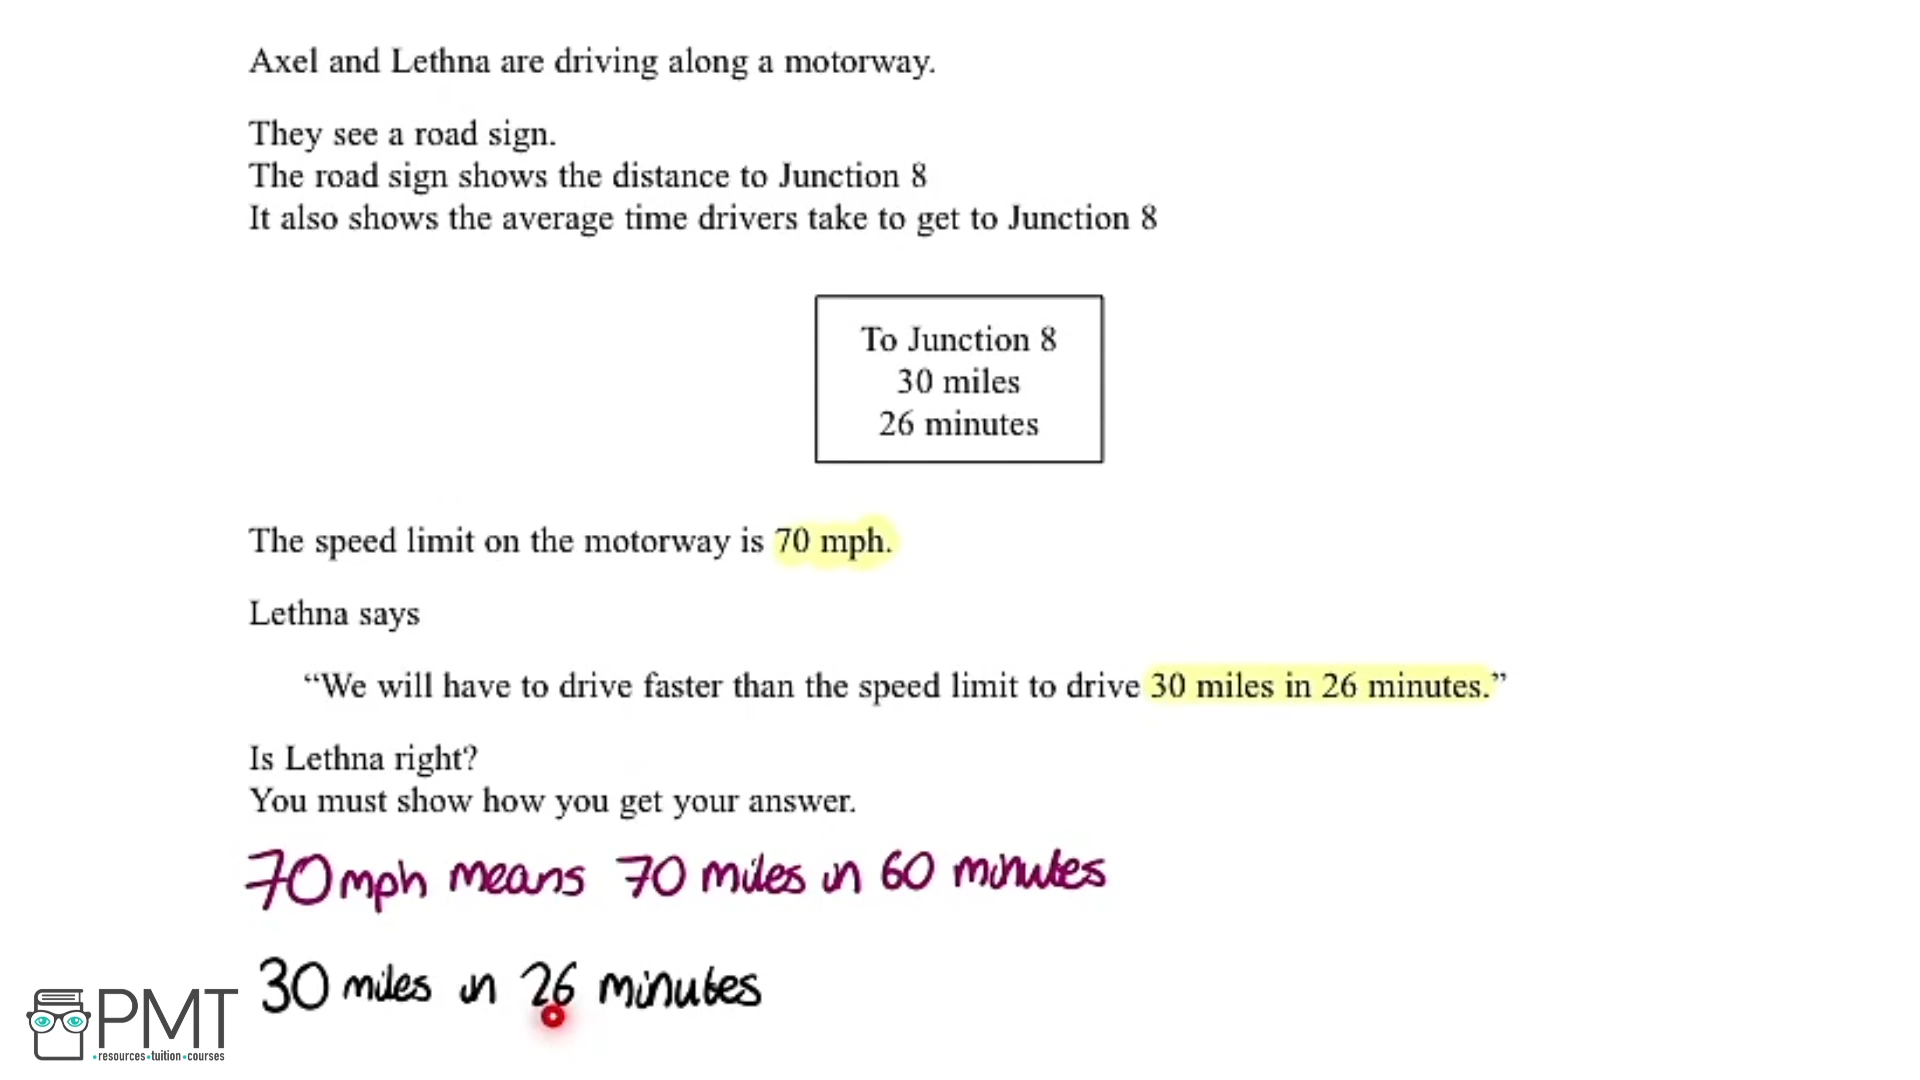 Axel and Lethna are driving along a motorway.
They see a road sign.
The road sign shows the distance to Junction 8
It also shows the average time drivers take to get to Junction 8
To Junction 8
30 miles
26 minutes
The speed limit on the motorway is 70 mph.
Lethna says
“We will have to drive faster than the speed limit to drive 30 miles in 26 minutes.”
Is Lethna right?
You must show how you get your answer.
70mph means 70 miles in 60 minutes
30 miles in 26 minutes
PMT
•resources•tuition•courses